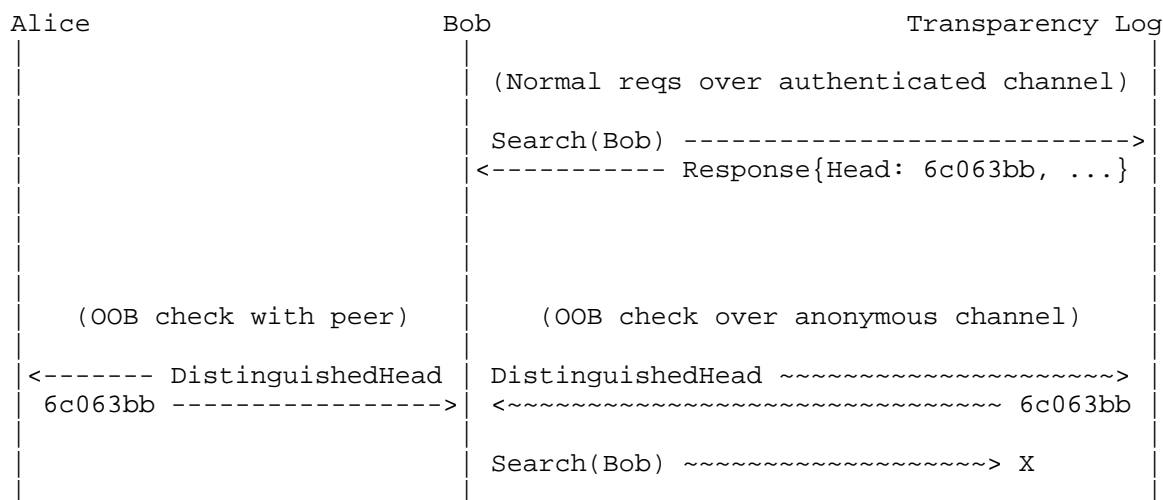 Alice Bob Transparency Log
(Normal reqs over authenticated channel)
Search(Bob) ---------------------------->
<----------- Response{Head: 6c063bb, ...}
(OOB check with peer) (OOB check over anonymous channel)
<------- DistinguishedHead DistinguishedHead ~~~~~~~~~~~~~~~~~~~~~>
6c063bb -----------------> <~~~~~~~~~~~~~~~~~~~~~~~~~~~~~~~ 6c063bb
Search(Bob) ~~~~~~~~~~~~~~~~~~~> X